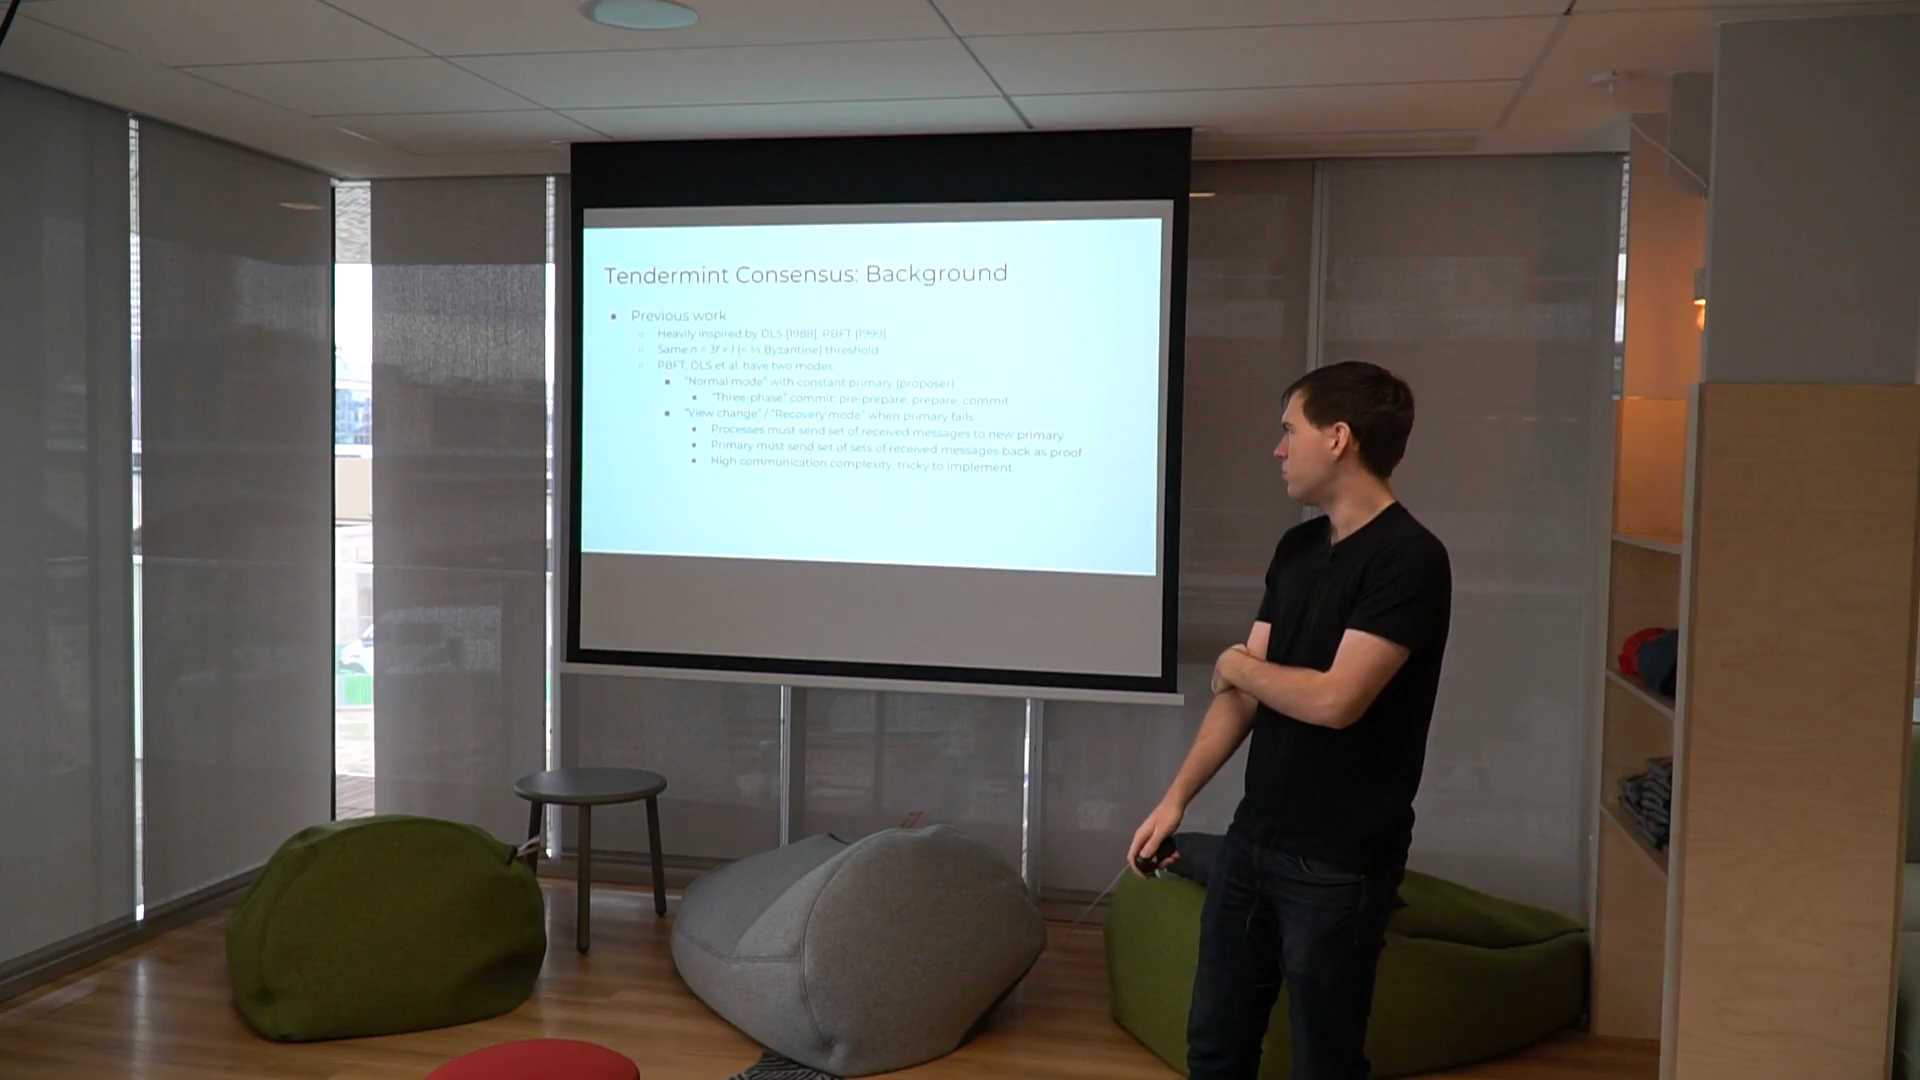 Tendermint Consensus: Background
● Previous work
○ Heavily inspired by DLS [1988], PBFT [1999]
○ Same n = 3f + 1 (< ⅓ Byzantine) threshold
○ PBFT, DLS et al. have two modes
■ "Normal mode" with constant primary (proposer)
● "Three-phase" commit: pre-prepare, prepare, commit
■ "View change" / "Recovery mode" when primary fails
● Processes must send set of received messages to new primary
● Primary must send set of sets of received messages back as proof
● High communication complexity, tricky to implement